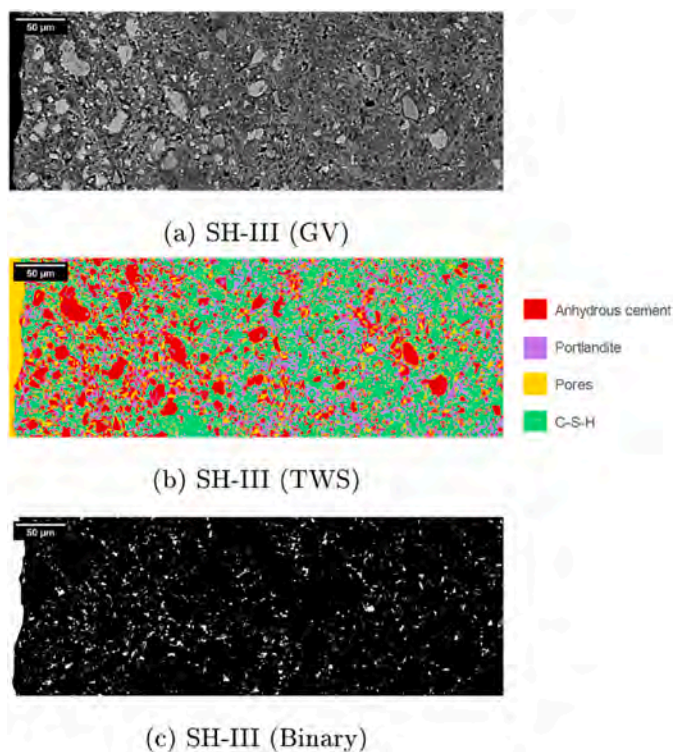 50 µm
(a) SH-III (GV)
50 µm
(b) SH-III (TWS)
Anhydrous cement
Portlandite
Pores
C-S-H
50 µm
(c) SH-III (Binary)